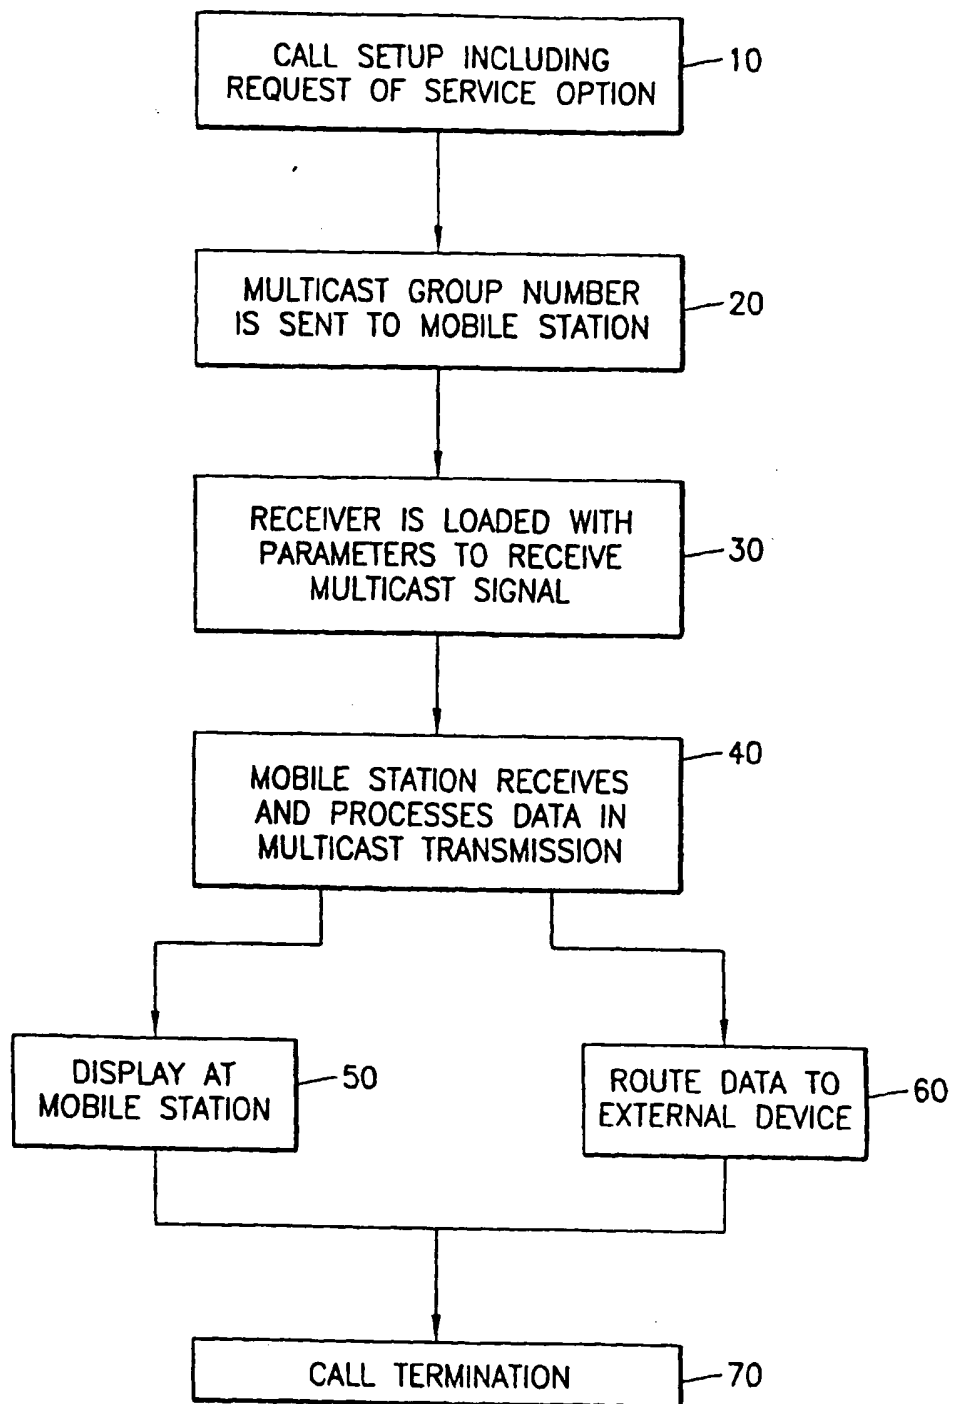 CALL SETUP INCLUDING
REQUEST OF SERVICE OPTION
10
MULTICAST GROUP NUMBER
IS SENT TO MOBILE STATION
20
RECEIVER IS LOADED WITH
PARAMETERS TO RECEIVE
MULTICAST SIGNAL
30
MOBILE STATION RECEIVES
AND PROCESSES DATA IN
MULTICAST TRANSMISSION
40
DISPLAY AT
MOBILE STATION
50
ROUTE DATA TO
EXTERNAL DEVICE
60
CALL TERMINATION
70